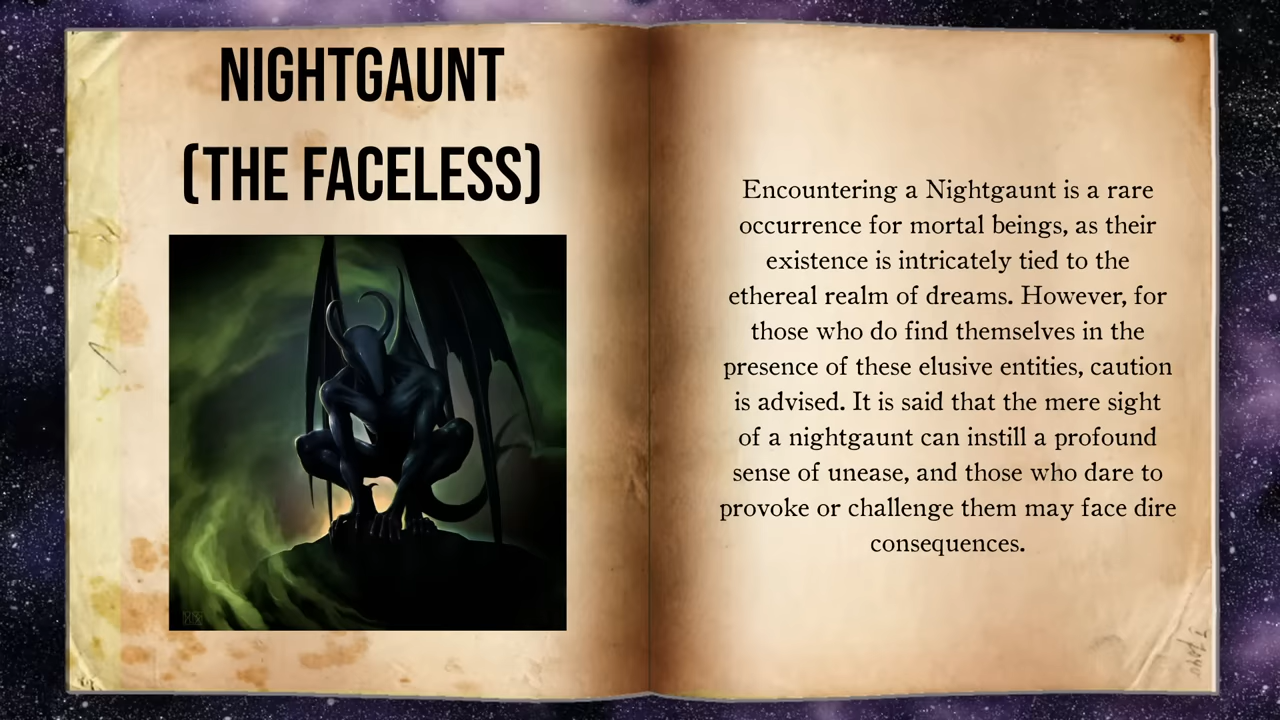 NIGHTGAUNT
(THE FACELESS)
Encountering a Nightgaunt is a rare
occurrence for mortal beings, as their
existence is intricately tied to the
ethereal realm of dreams. However, for
those who do find themselves in the
presence of these elusive entities, caution
is advised. It is said that the mere sight
of a nightgaunt can instill a profound
sense of unease, and those who dare to
provoke or challenge them may face dire
consequences.